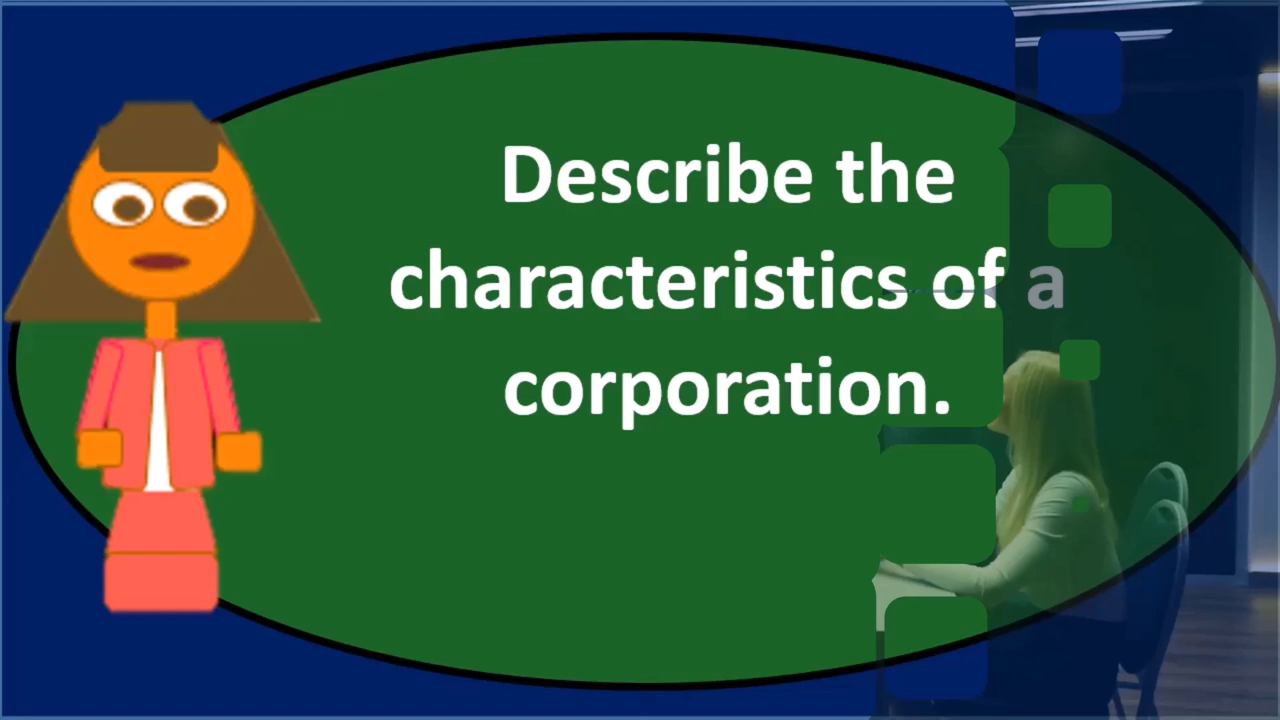 Describe the
characteristics of a
corporation.